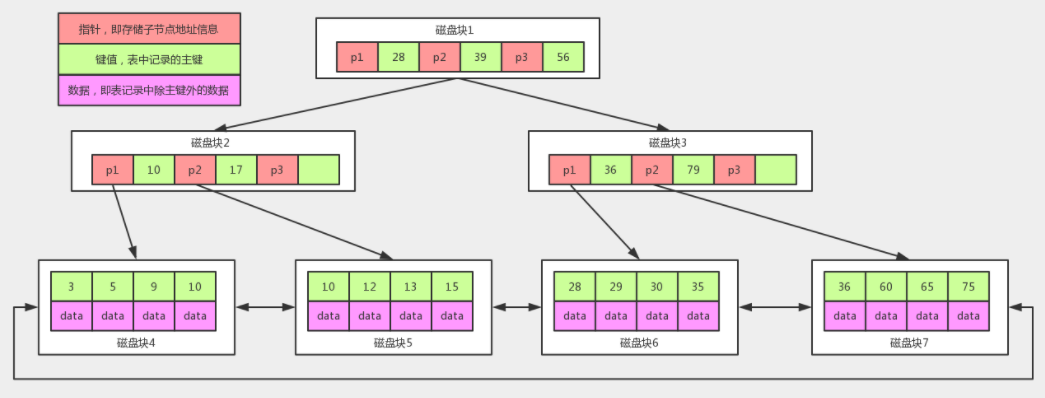 指针，即存储子节点地址信息
键值，表中记录的主键
数据，即表记录中除主键外的数据
磁盘块1
p1 28 p2 39 p3 56
磁盘块2
p1 10 p2 17 p3
磁盘块3
p1 36 p2 79 p3
3 5 9 10
data data data data
磁盘块4
10 12 13 15
data data data data
磁盘块5
28 29 30 35
data data data data
磁盘块6
36 60 65 75
data data data data
磁盘块7